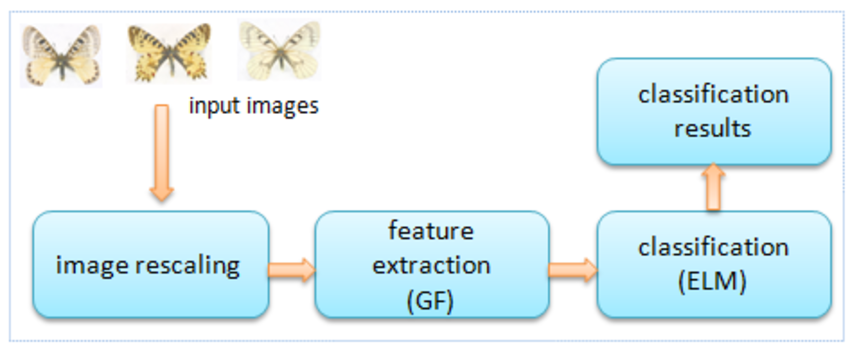 input images
image rescaling
feature
extraction
(GF)
classification
(ELM)
classification
results